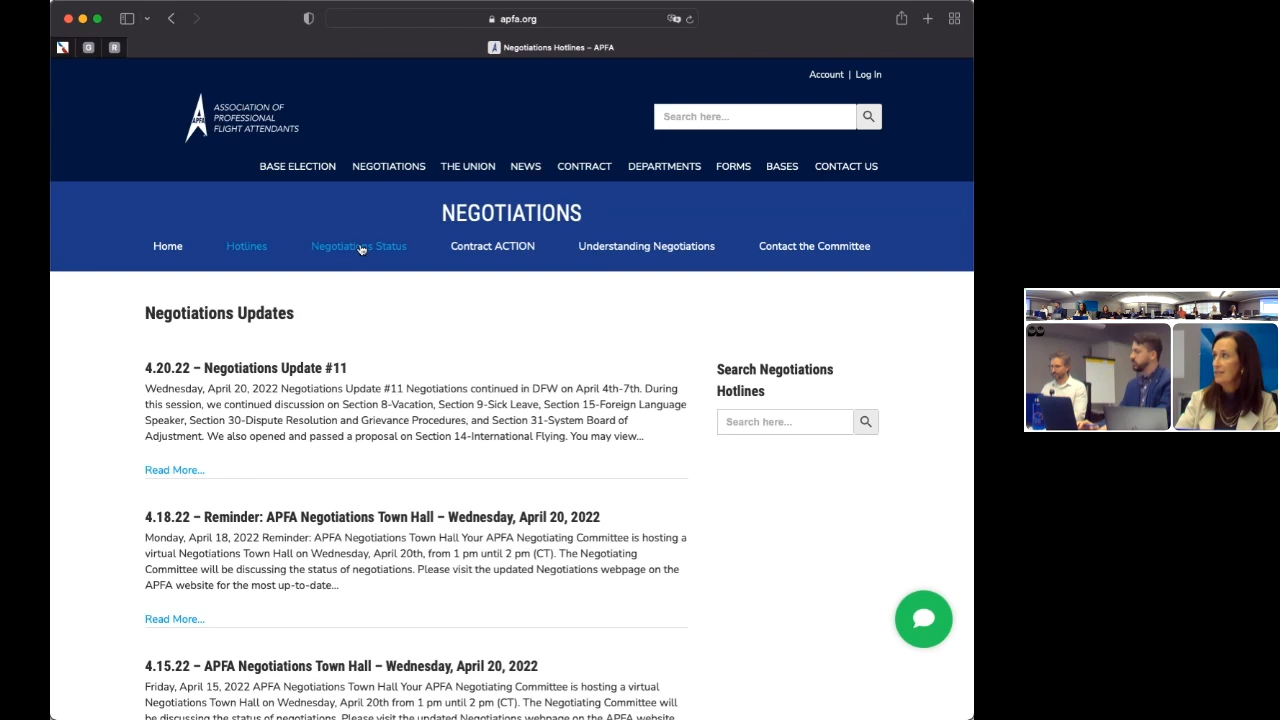 apfa.org
G
R
Negotiations Hotlines – APFA
Account | Log In
APFA
ASSOCIATION OF
PROFESSIONAL
FLIGHT ATTENDANTS
Search here...
BASE ELECTION NEGOTIATIONS THE UNION NEWS CONTRACT DEPARTMENTS FORMS BASES CONTACT US
NEGOTIATIONS
Home Hotlines Negotiations Status Contract ACTION Understanding Negotiations Contact the Committee
Negotiations Updates
4.20.22 – Negotiations Update #11
Wednesday, April 20, 2022 Negotiations Update #11 Negotiations continued in DFW on April 4th-7th. During
this session, we continued discussion on Section 8-Vacation, Section 9-Sick Leave, Section 15-Foreign Language
Speaker, Section 30-Dispute Resolution and Grievance Procedures, and Section 31-System Board of
Adjustment. We also opened and passed a proposal on Section 14-International Flying. You may view...
Read More...
Search Negotiations
Hotlines
Search here...
4.18.22 – Reminder: APFA Negotiations Town Hall – Wednesday, April 20, 2022
Monday, April 18, 2022 Reminder: APFA Negotiations Town Hall Your APFA Negotiating Committee is hosting a
virtual Negotiations Town Hall on Wednesday, April 20th, from 1 pm until 2 pm (CT). The Negotiating
Committee will be discussing the status of negotiations. Please visit the updated Negotiations webpage on the
APFA website for the most up-to-date...
Read More...
4.15.22 – APFA Negotiations Town Hall – Wednesday, April 20, 2022
Friday, April 15, 2022 APFA Negotiations Town Hall Your APFA Negotiating Committee is hosting a virtual
Negotiations Town Hall on Wednesday, April 20th from 1 pm until 2 pm (CT). The Negotiating Committee will
be discussing the status of negotiations. Please visit the updated Negotiations webpage on the APFA website